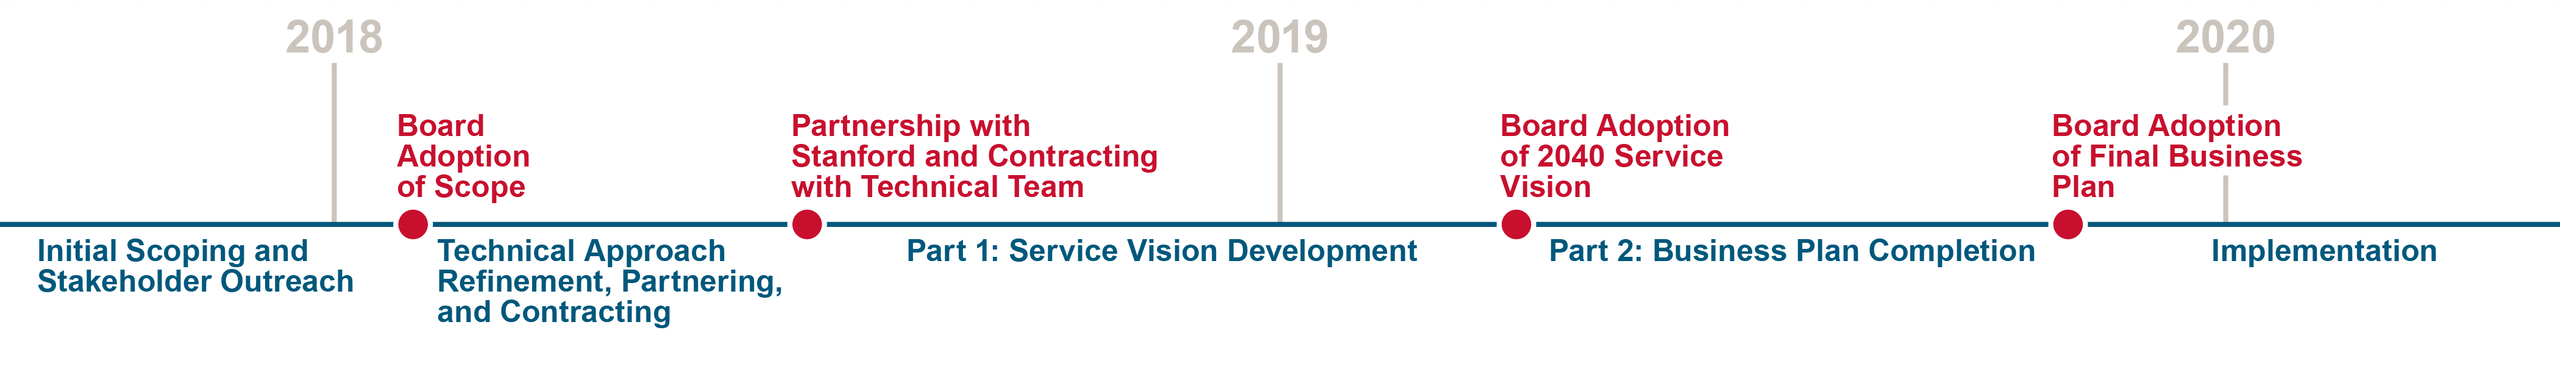 2018
2019
2020
Board
Adoption
of Scope
Partnership with
Stanford and Contracting
with Technical Team
Board Adoption
of 2040 Service
Vision
Board Adoption
of Final Business
Plan
Initial Scoping and
Stakeholder Outreach
Technical Approach
Refinement, Partnering,
and Contracting
Part 1: Service Vision Development
Part 2: Business Plan Completion
Implementation